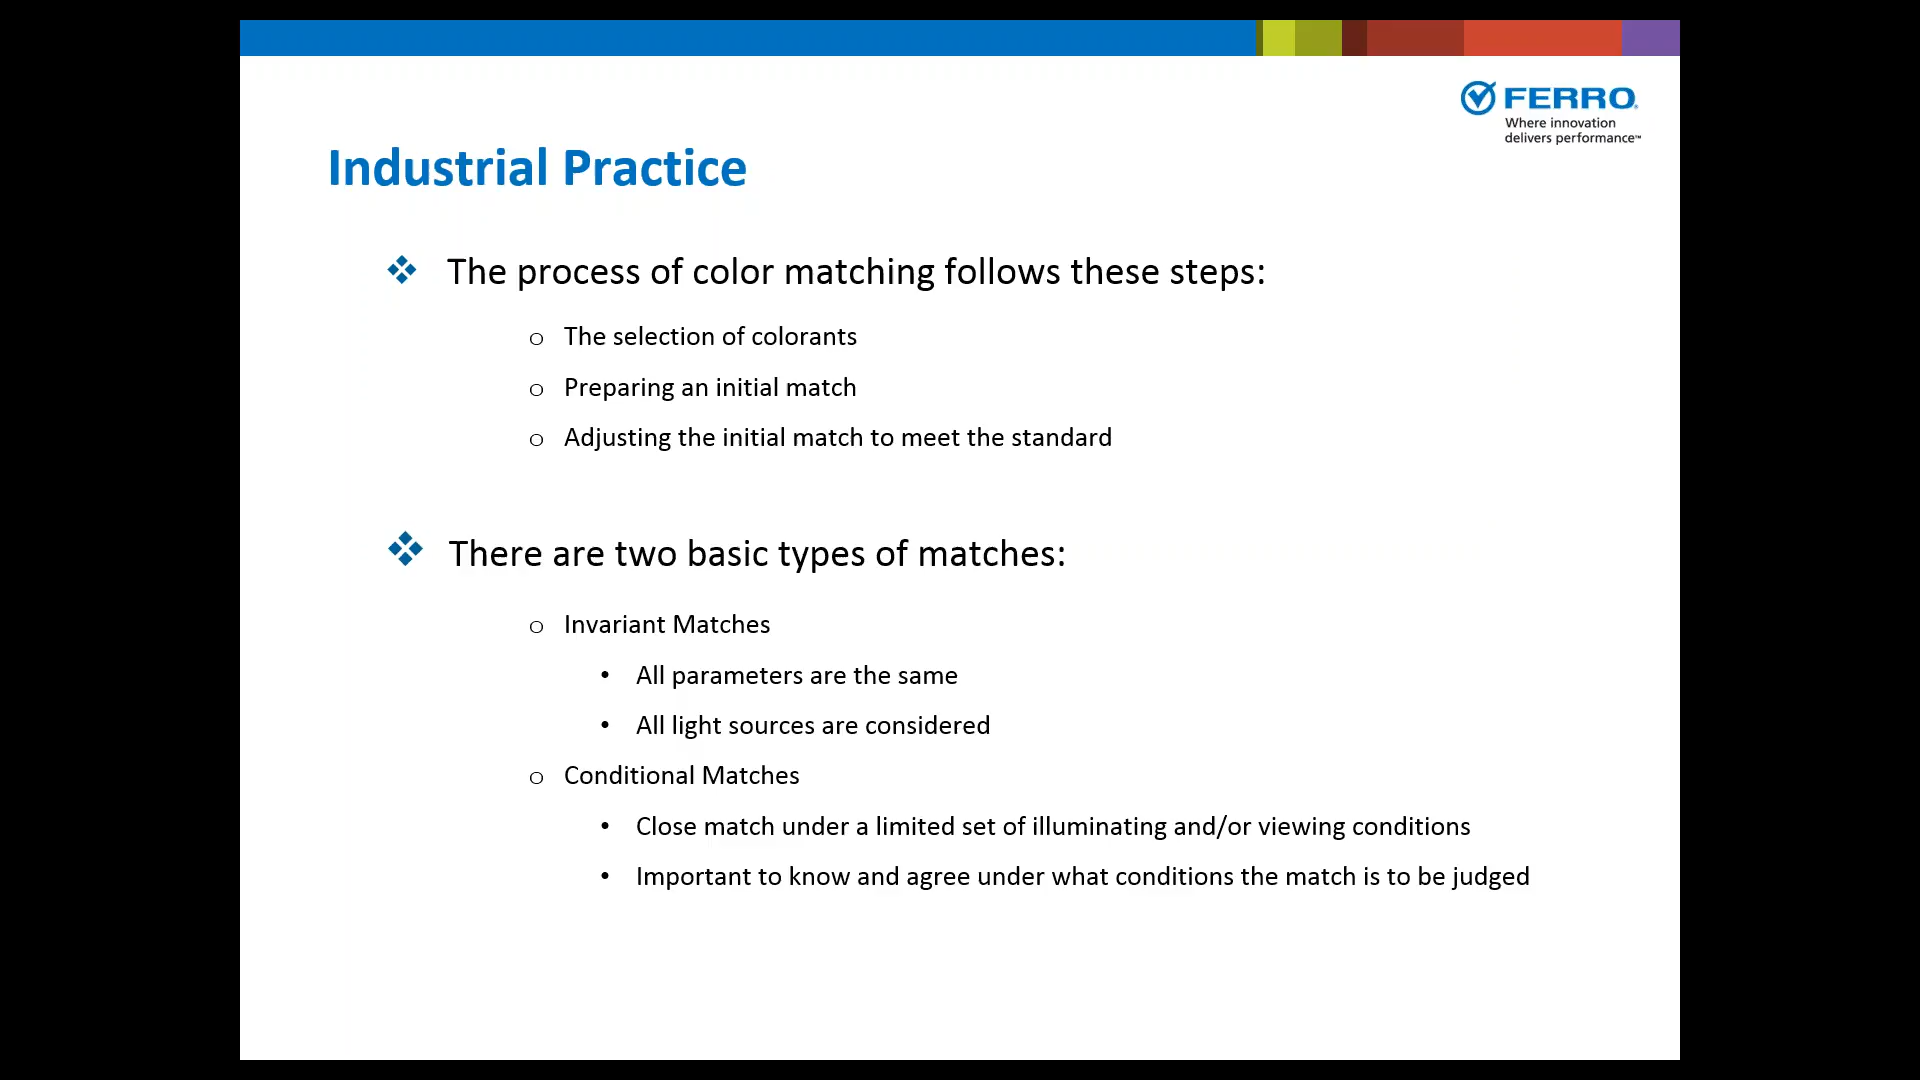 FERRO
Where innovation
delivers performance™
Industrial Practice
❖ The process of color matching follows these steps:
o The selection of colorants
o Preparing an initial match
o Adjusting the initial match to meet the standard
❖ There are two basic types of matches:
o Invariant Matches
• All parameters are the same
• All light sources are considered
o Conditional Matches
• Close match under a limited set of illuminating and/or viewing conditions
• Important to know and agree under what conditions the match is to be judged